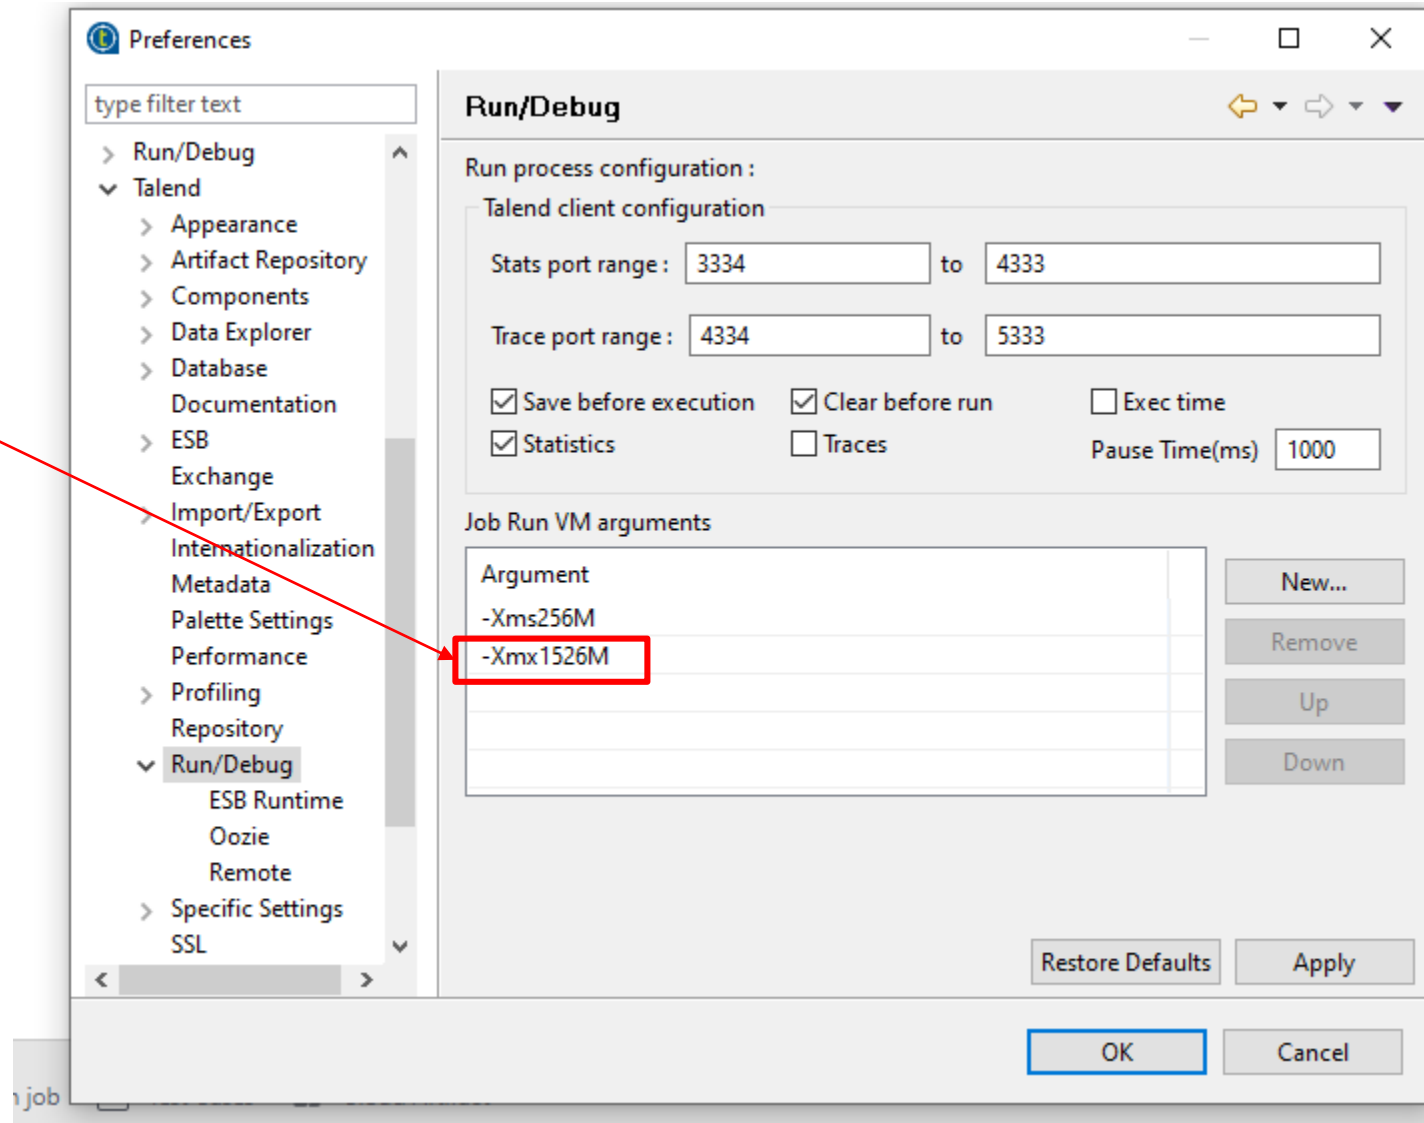 Preferences
type filter text
Run/Debug
Talend
Appearance
Artifact Repository
Components
Data Explorer
Database
Documentation
ESB
Exchange
Import/Export
Internationalization
Metadata
Palette Settings
Performance
Profiling
Repository
Run/Debug
ESB Runtime
Oozie
Remote
Specific Settings
SSL
Run/Debug
Run process configuration :
Talend client configuration
Stats port range : 3334 to 4333
Trace port range : 4334 to 5333
Save before execution Clear before run Exec time
Statistics Traces Pause Time(ms) 1000
Job Run VM arguments
Argument
-Xms256M
-Xmx1526M
New...
Remove
Up
Down
Restore Defaults Apply
OK Cancel
job